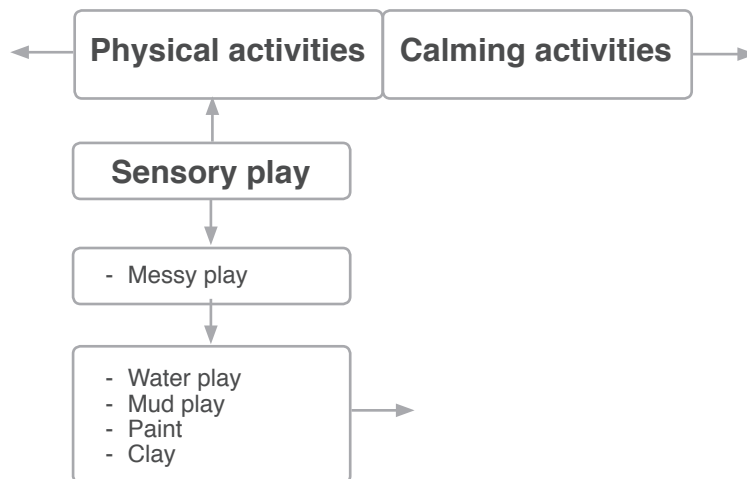 Physical activities
Calming activities
Sensory play
- Messy play
- Water play
- Mud play
- Paint
- Clay